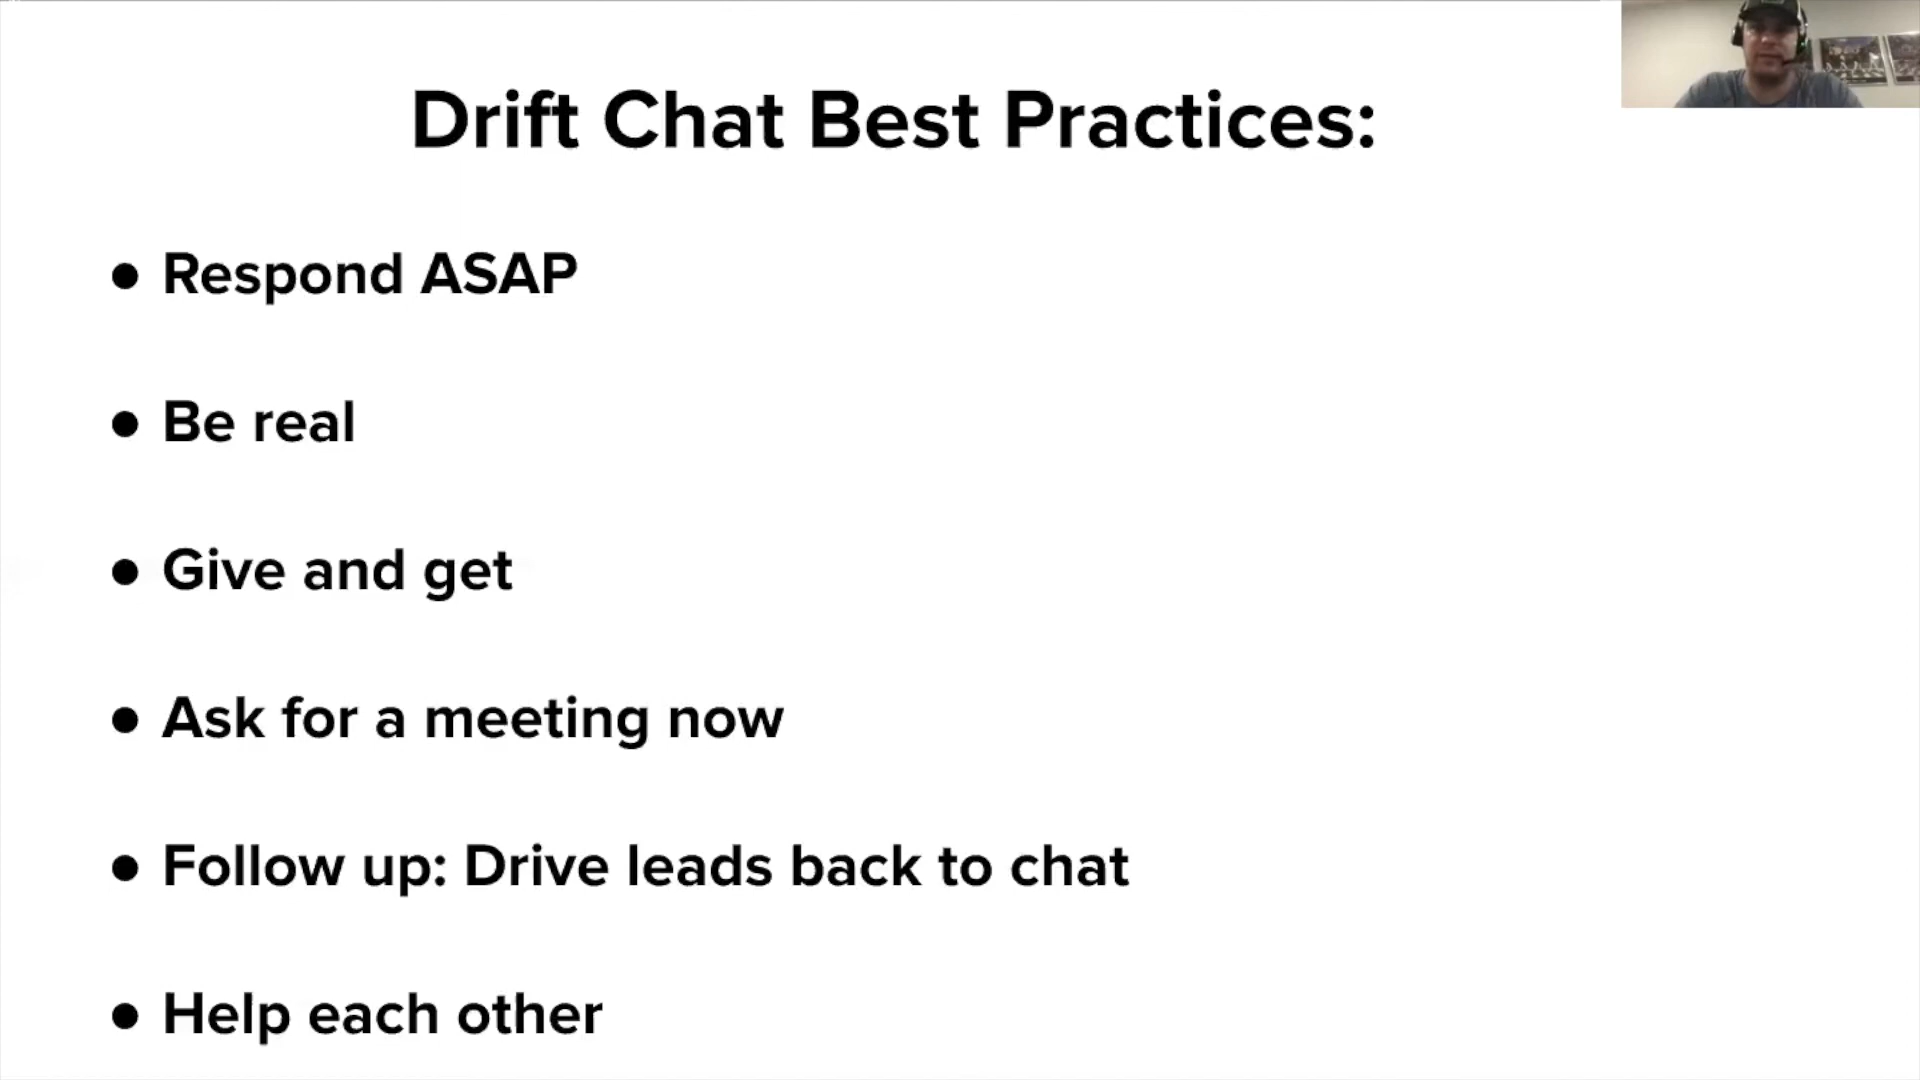 Drift Chat Best Practices:
● Respond ASAP
● Be real
● Give and get
● Ask for a meeting now
● Follow up: Drive leads back to chat
● Help each other